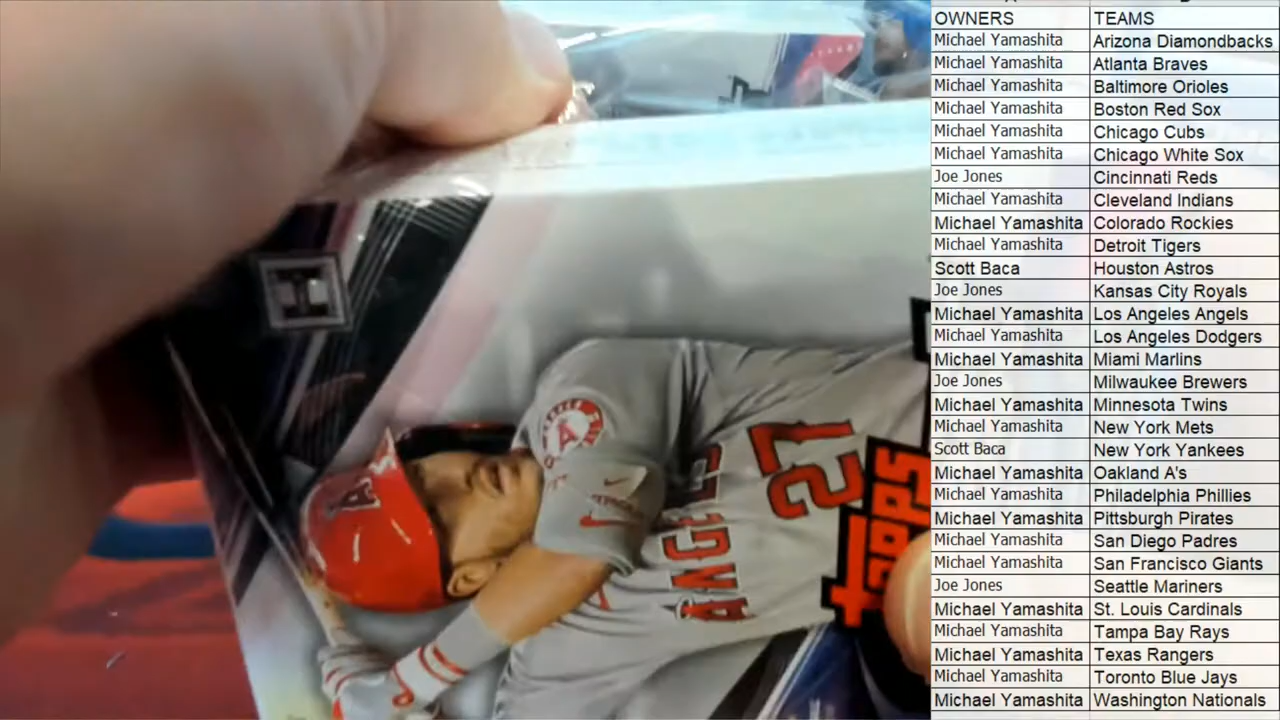 OWNERS TEAMS
Michael Yamashita Arizona Diamondbacks
Michael Yamashita Atlanta Braves
Michael Yamashita Baltimore Orioles
Michael Yamashita Boston Red Sox
Michael Yamashita Chicago Cubs
Michael Yamashita Chicago White Sox
Joe Jones Cincinnati Reds
Michael Yamashita Cleveland Indians
Michael Yamashita Colorado Rockies
Michael Yamashita Detroit Tigers
Scott Baca Houston Astros
Joe Jones Kansas City Royals
Michael Yamashita Los Angeles Angels
Michael Yamashita Los Angeles Dodgers
Michael Yamashita Miami Marlins
Joe Jones Milwaukee Brewers
Michael Yamashita Minnesota Twins
Michael Yamashita New York Mets
Scott Baca New York Yankees
Michael Yamashita Oakland A's
Michael Yamashita Philadelphia Phillies
Michael Yamashita Pittsburgh Pirates
Michael Yamashita San Diego Padres
Michael Yamashita San Francisco Giants
Joe Jones Seattle Mariners
Michael Yamashita St. Louis Cardinals
Michael Yamashita Tampa Bay Rays
Michael Yamashita Texas Rangers
Michael Yamashita Toronto Blue Jays
Michael Yamashita Washington Nationals
H
A
A
27
topps